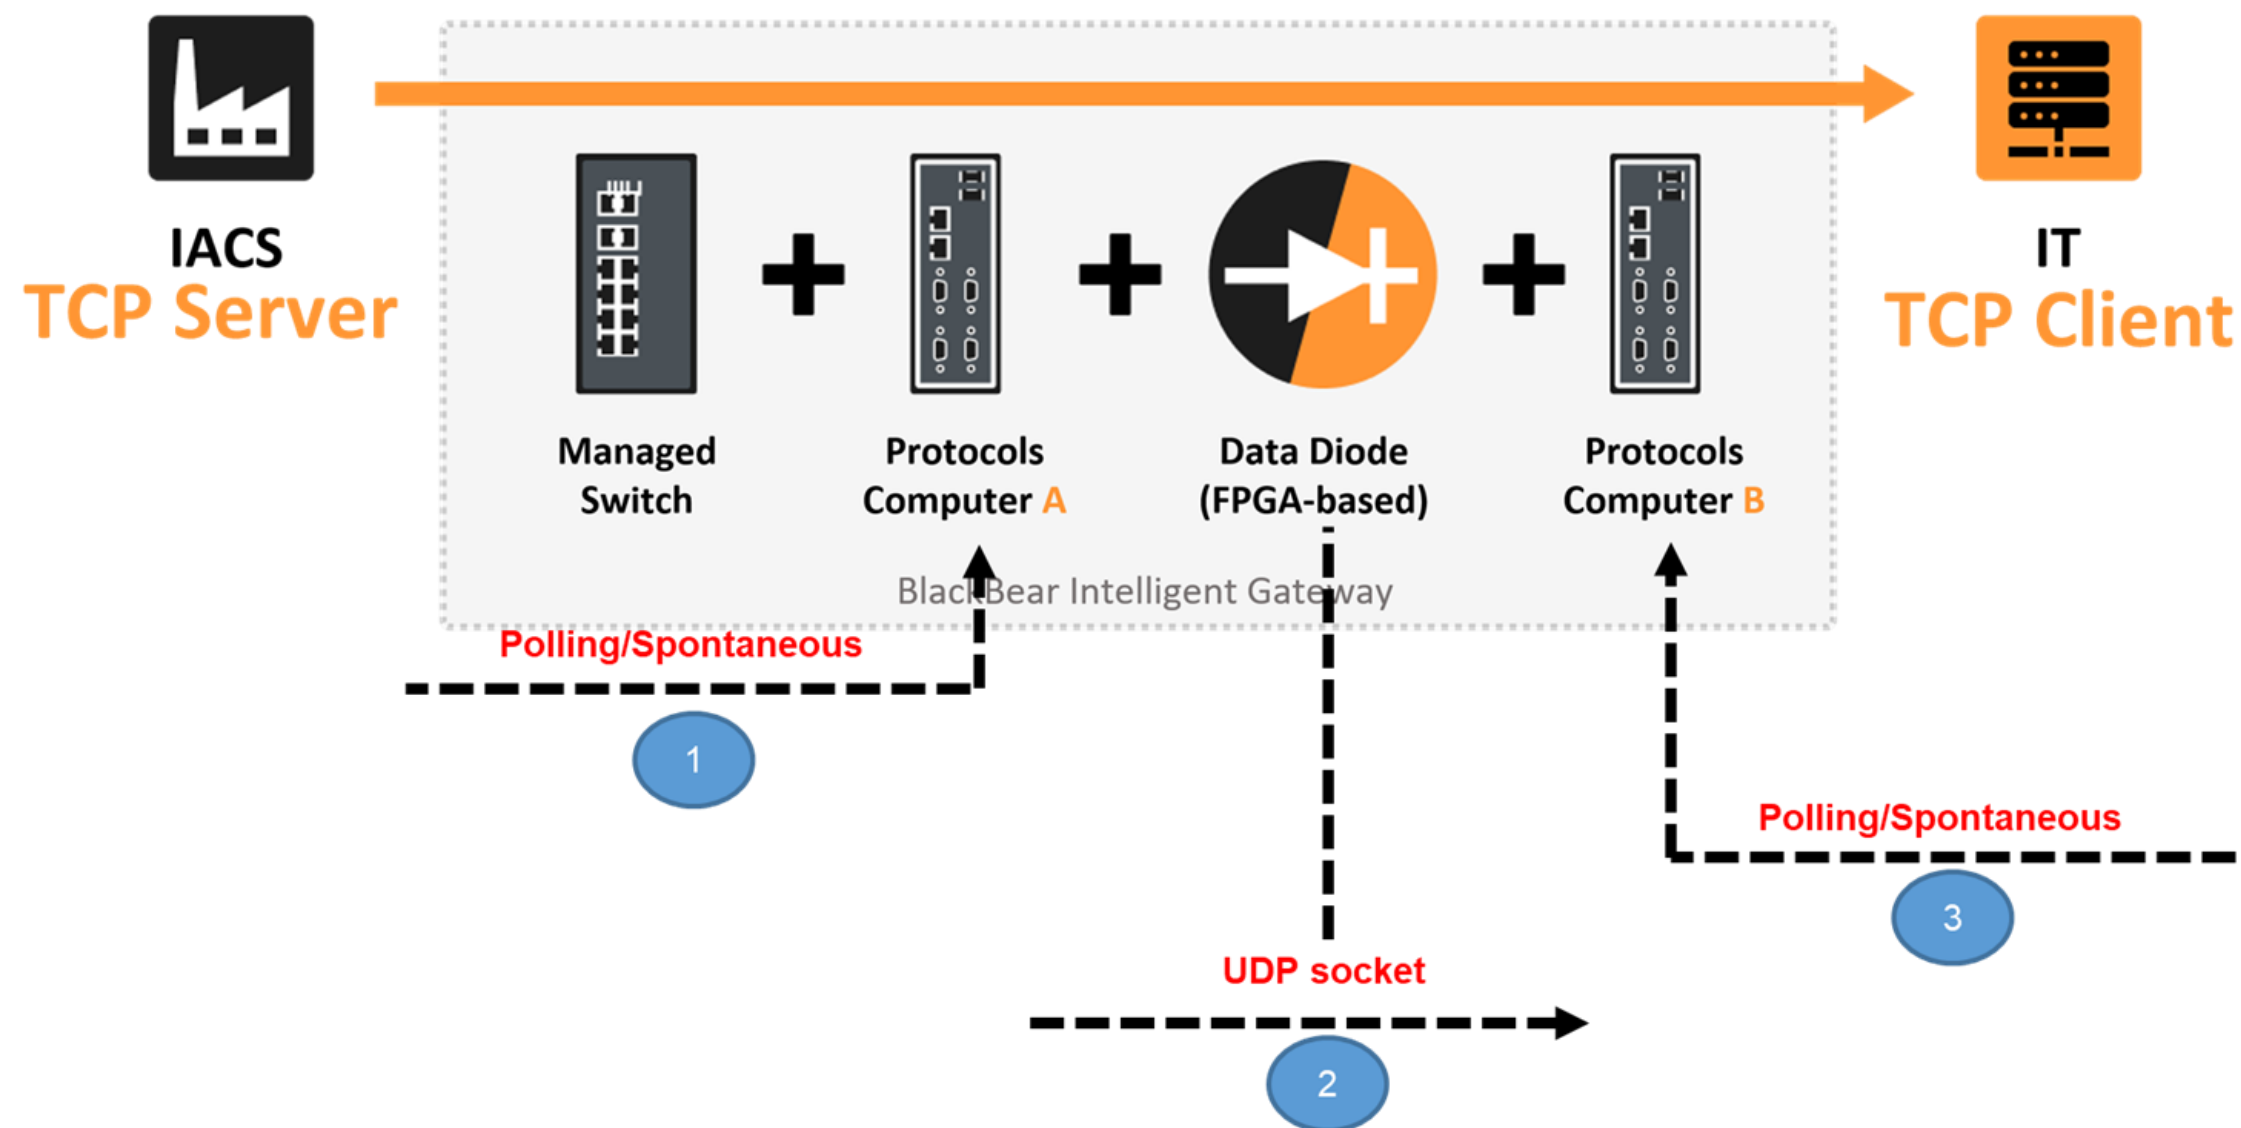 IACS
TCP Server
IT
TCP Client
Managed
Switch
Protocols
Computer A
Data Diode
(FPGA-based)
Protocols
Computer B
BlackBear Intelligent Gateway
Polling/Spontaneous
1
Polling/Spontaneous
3
UDP socket
2